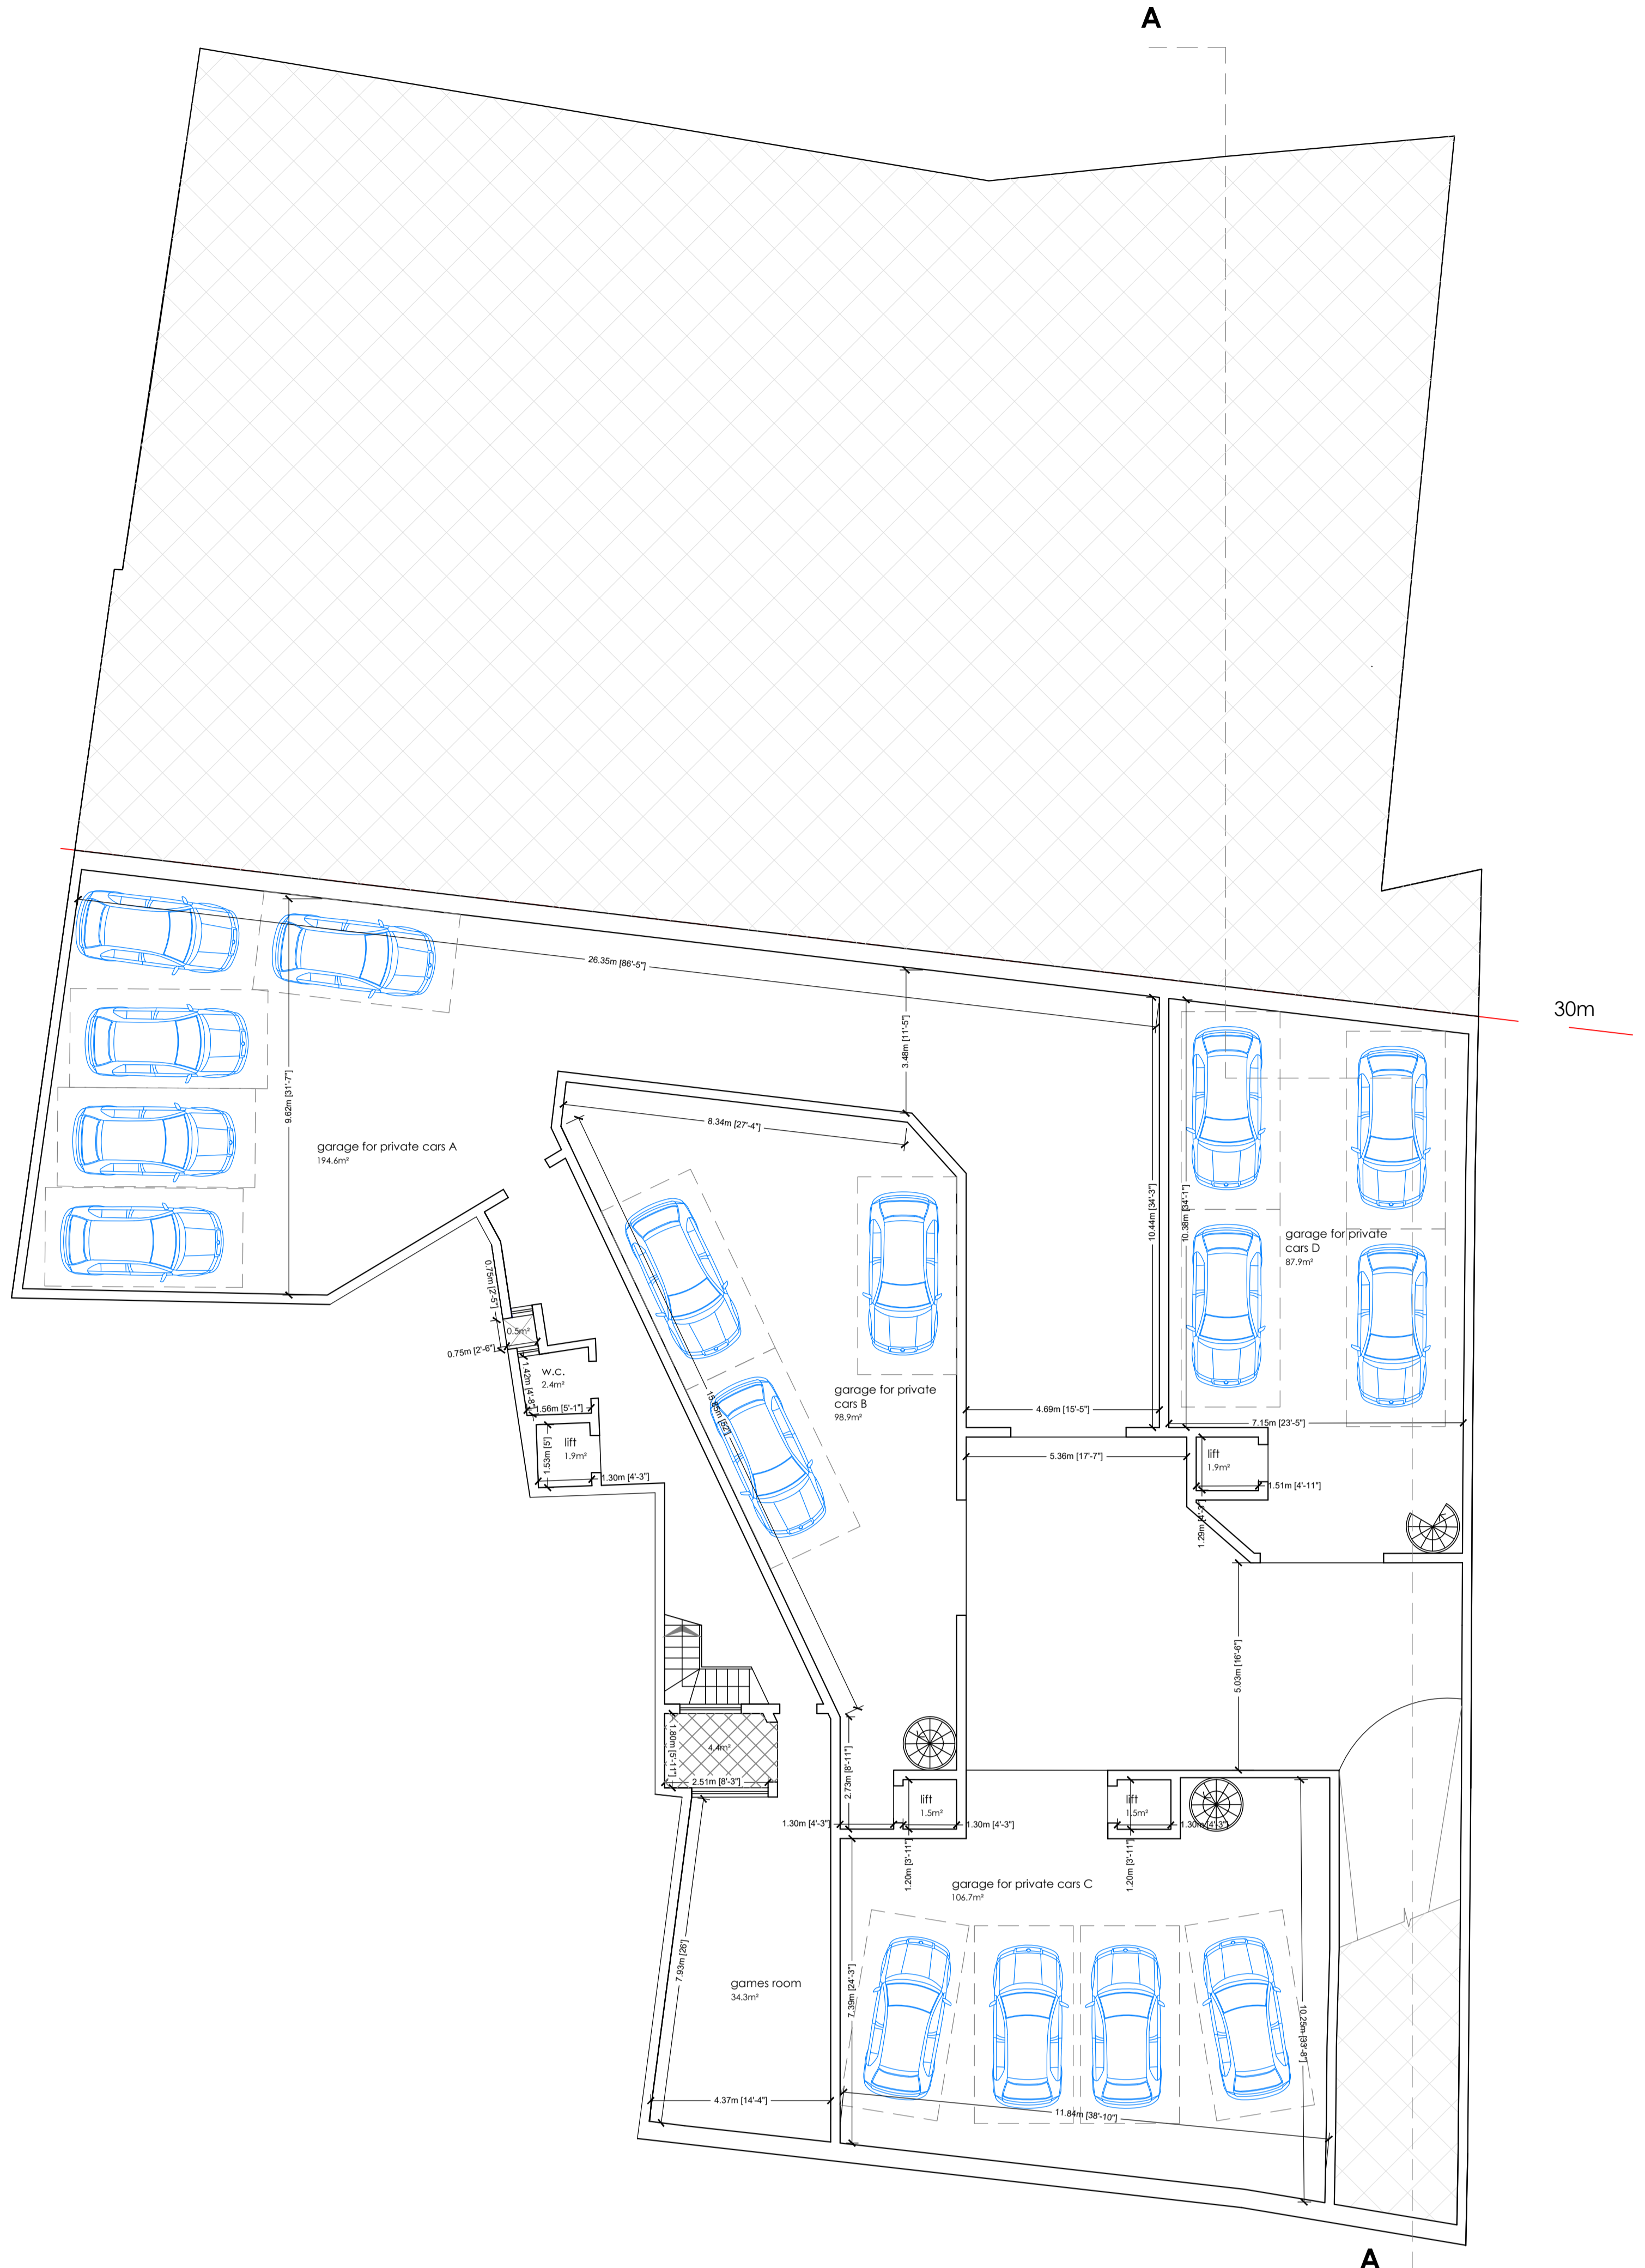 A
30m
26.35m [86'-5"]
3.48m [11'-5"]
9.62m [31'-7"]
8.34m [27'-4"]
garage for private cars A
194.6m²
10.44m [34'-3"]
10.38m [34'-1"]
garage for private
cars D
87.9m²
0.75m [2'-5"]
0.5m²
0.75m [2'-6"]
w.c.
2.4m²
1.42m [4'-8"]
1.56m [5'-1"]
15.85m [52']
garage for private
cars B
98.9m²
4.69m [15'-5"]
7.15m [23'-5"]
lift
1.9m²
1.53m [5']
1.30m [4'-3"]
5.36m [17'-7"]
lift
1.9m²
1.51m [4'-11"]
1.29m [4'-3"]
5.03m [16'-6"]
1.80m [5'-11"]
4.4m²
2.51m [8'-3"]
2.73m [8'-11"]
lift
1.5m²
lift
1.5m²
1.30m [4'-3"]
1.30m [4'-3"]
1.30m [4'-3"]
1.20m [3'-11"]
1.20m [3'-11"]
garage for private cars C
106.7m²
7.93m [26']
games room
34.3m²
7.39m [24'-3"]
10.25m [33'-8"]
4.37m [14'-4"]
11.84m [38'-10"]
A